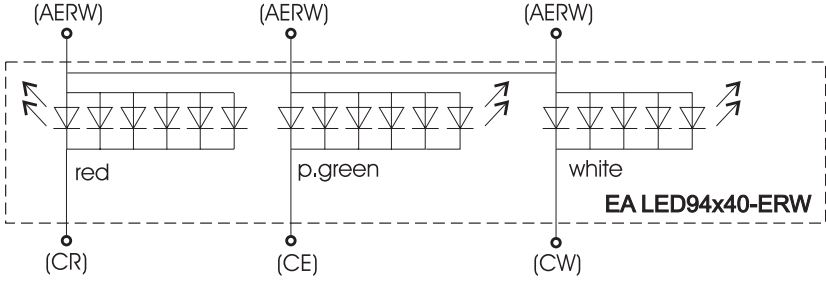 (AERW) (AERW) (AERW)
red p.green white
EA LED94x40-ERW
(CR) (CE) (CW)